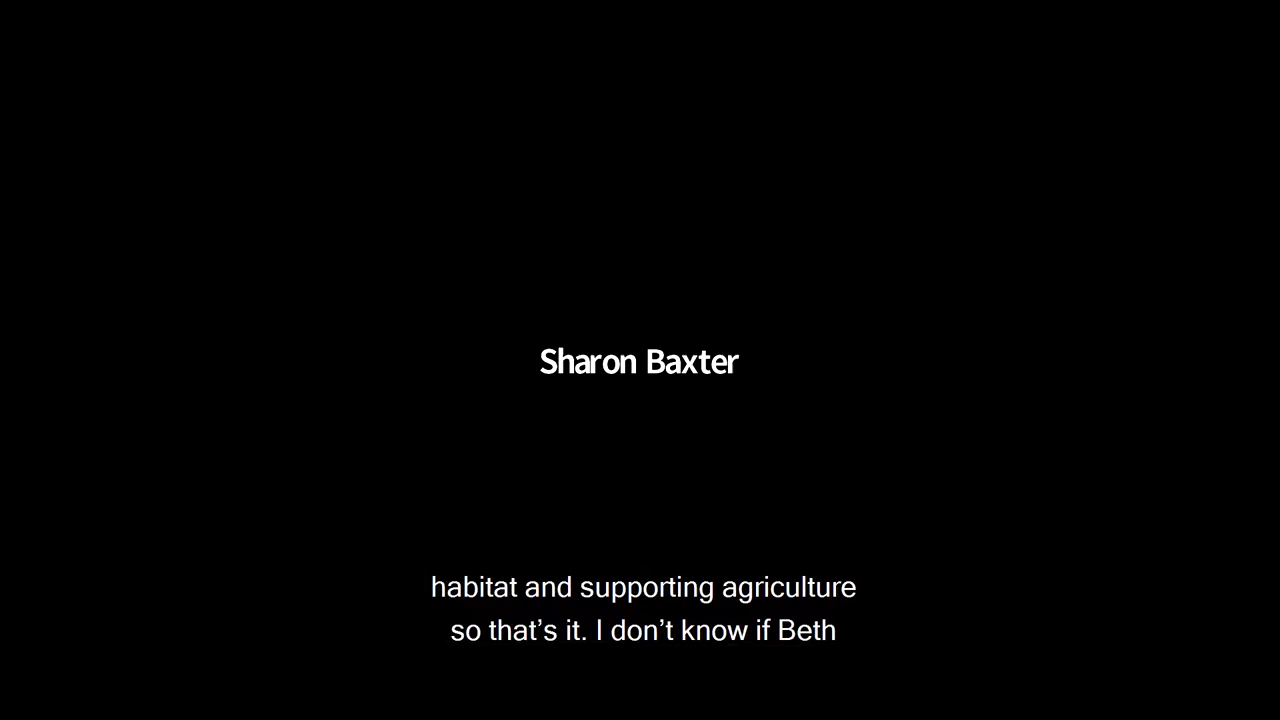 Sharon Baxter
habitat and supporting agriculture
so that’s it. I don’t know if Beth